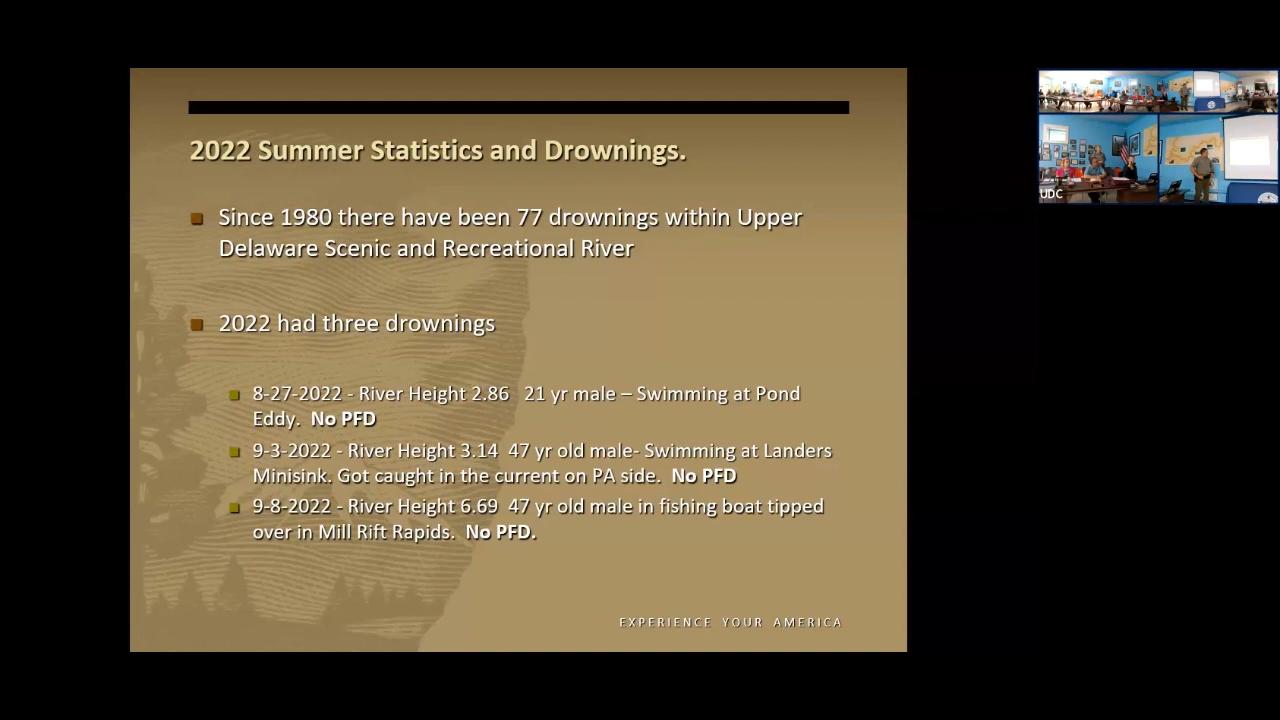 2022 Summer Statistics and Drownings.
Since 1980 there have been 77 drownings within Upper
Delaware Scenic and Recreational River
2022 had three drownings
8-27-2022 - River Height 2.86 21 yr male – Swimming at Pond
Eddy. No PFD
9-3-2022 - River Height 3.14 47 yr old male- Swimming at Landers
Minisink. Got caught in the current on PA side. No PFD
9-8-2022 - River Height 6.69 47 yr old male in fishing boat tipped
over in Mill Rift Rapids. No PFD.
EXPERIENCE YOUR AMERICA
UDC